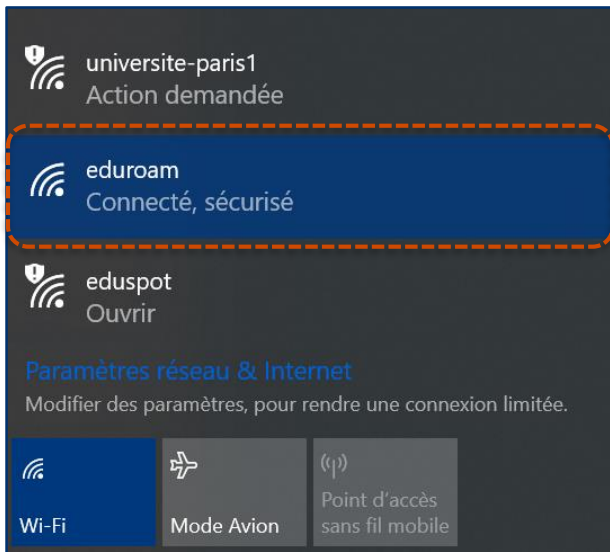 universite-paris1
Action demandée
eduroam
Connecté, sécurisé
eduspot
Ouvrir
Paramètres réseau & Internet
Modifier des paramètres, pour rendre une connexion limitée.
Wi-Fi
Mode Avion
Point d'accès
sans fil mobile